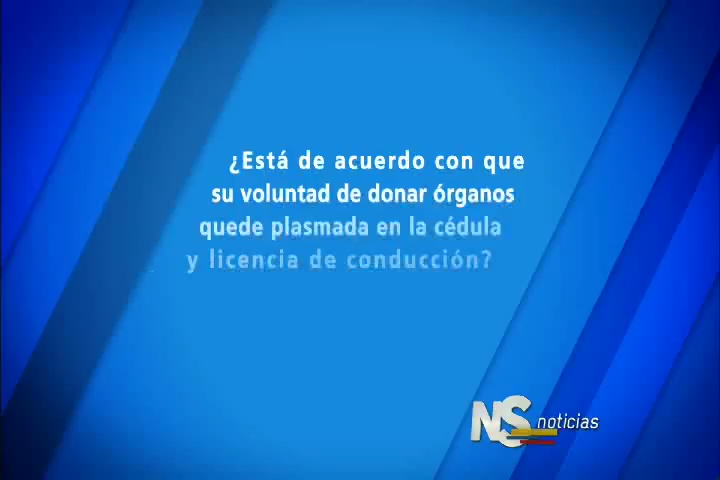 ¿Está de acuerdo con que
su voluntad de donar órganos
quede plasmada en la cédula
y licencia de conducción?
NS noticias